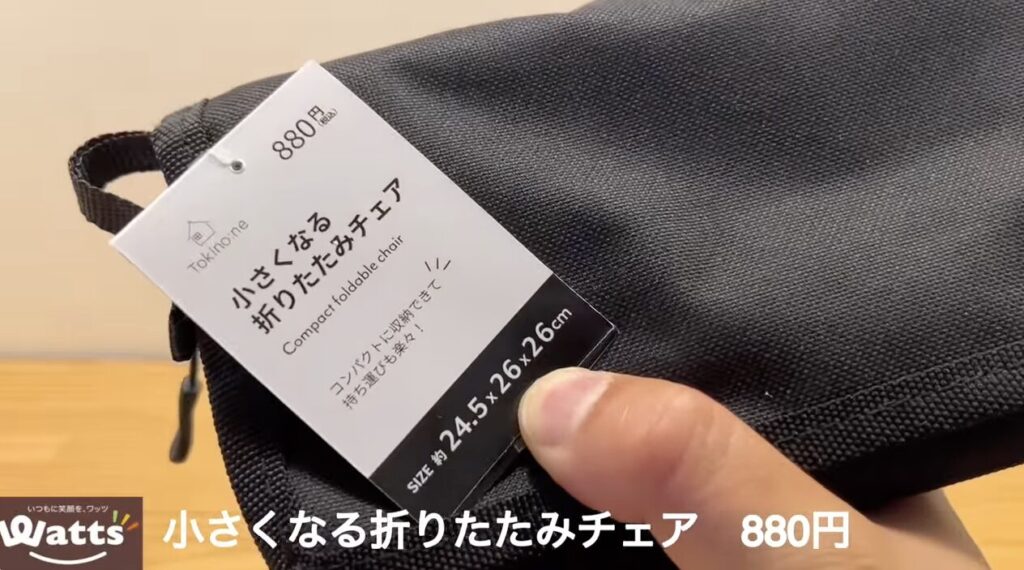 880円(税込)
Tokino:ne
小さくなる
折りたたみチェア
Compact foldable chair
コンパクトに収納できて
持ち運びも楽々!
SIZE 約 24.5×26×26cm
いつもに笑顔を、ワッツ
Watts
小さくなる折りたたみチェア 880円